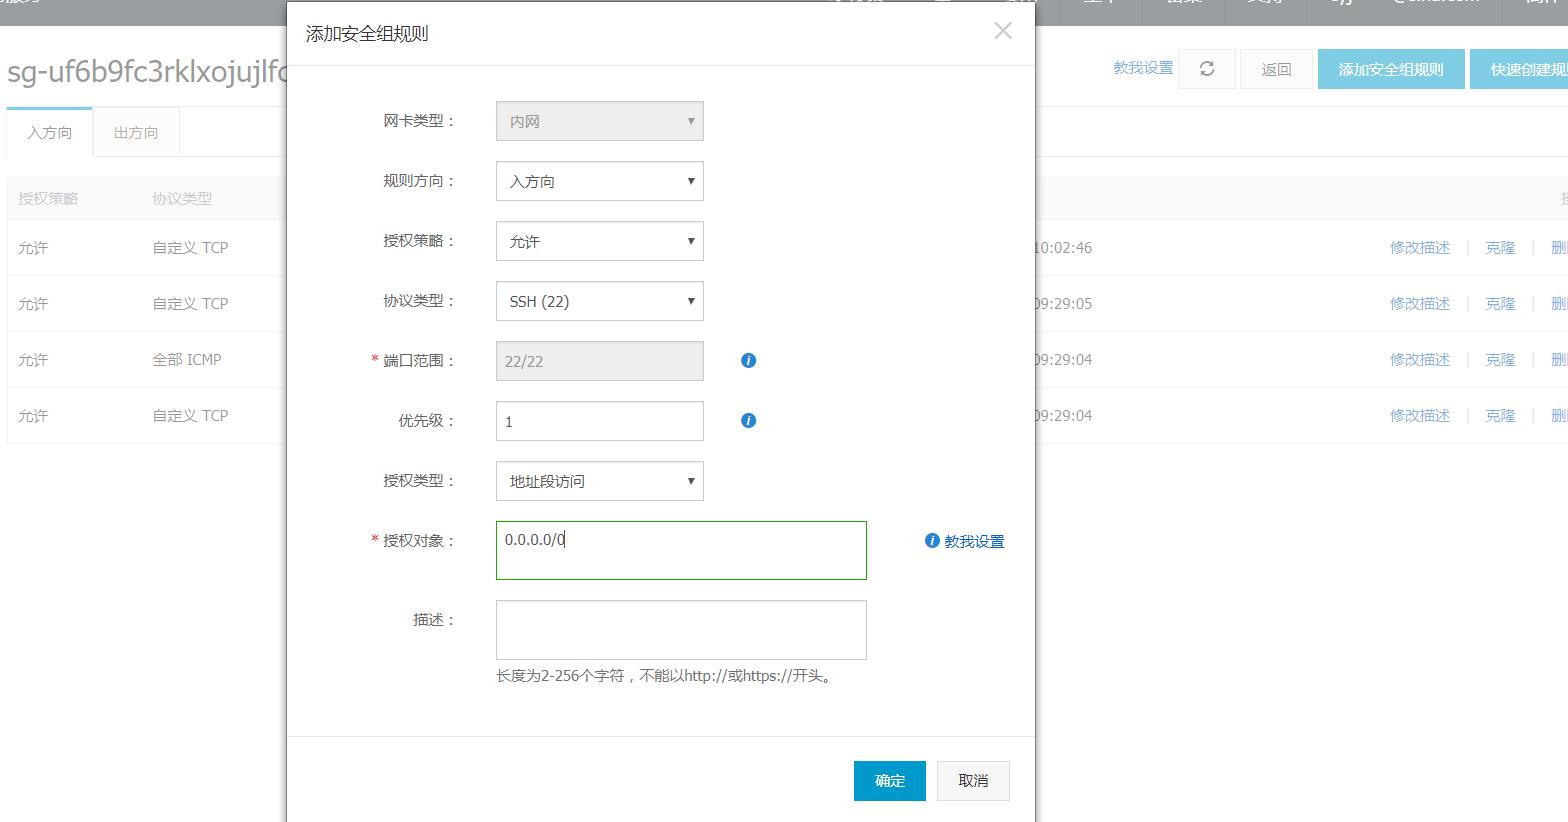 添加安全组规则
sg-uf6b9fc3rklxojujlfc
教我设置
返回
添加安全组规则
快速创建规
入方向
出方向
授权策略 协议类型
允许 自定义 TCP 10:02:46 修改描述 | 克隆 |
允许 自定义 TCP 09:29:05 修改描述 | 克隆 |
允许 全部 ICMP 09:29:04 修改描述 | 克隆 |
允许 自定义 TCP 09:29:04 修改描述 | 克隆 |
网卡类型： 内网
规则方向： 入方向
授权策略： 允许
协议类型： SSH (22)
* 端口范围： 22/22
优先级： 1
授权类型： 地址段访问
* 授权对象： 0.0.0.0/0 教我设置
描述：
长度为2-256个字符，不能以http://或https://开头。
确定 取消